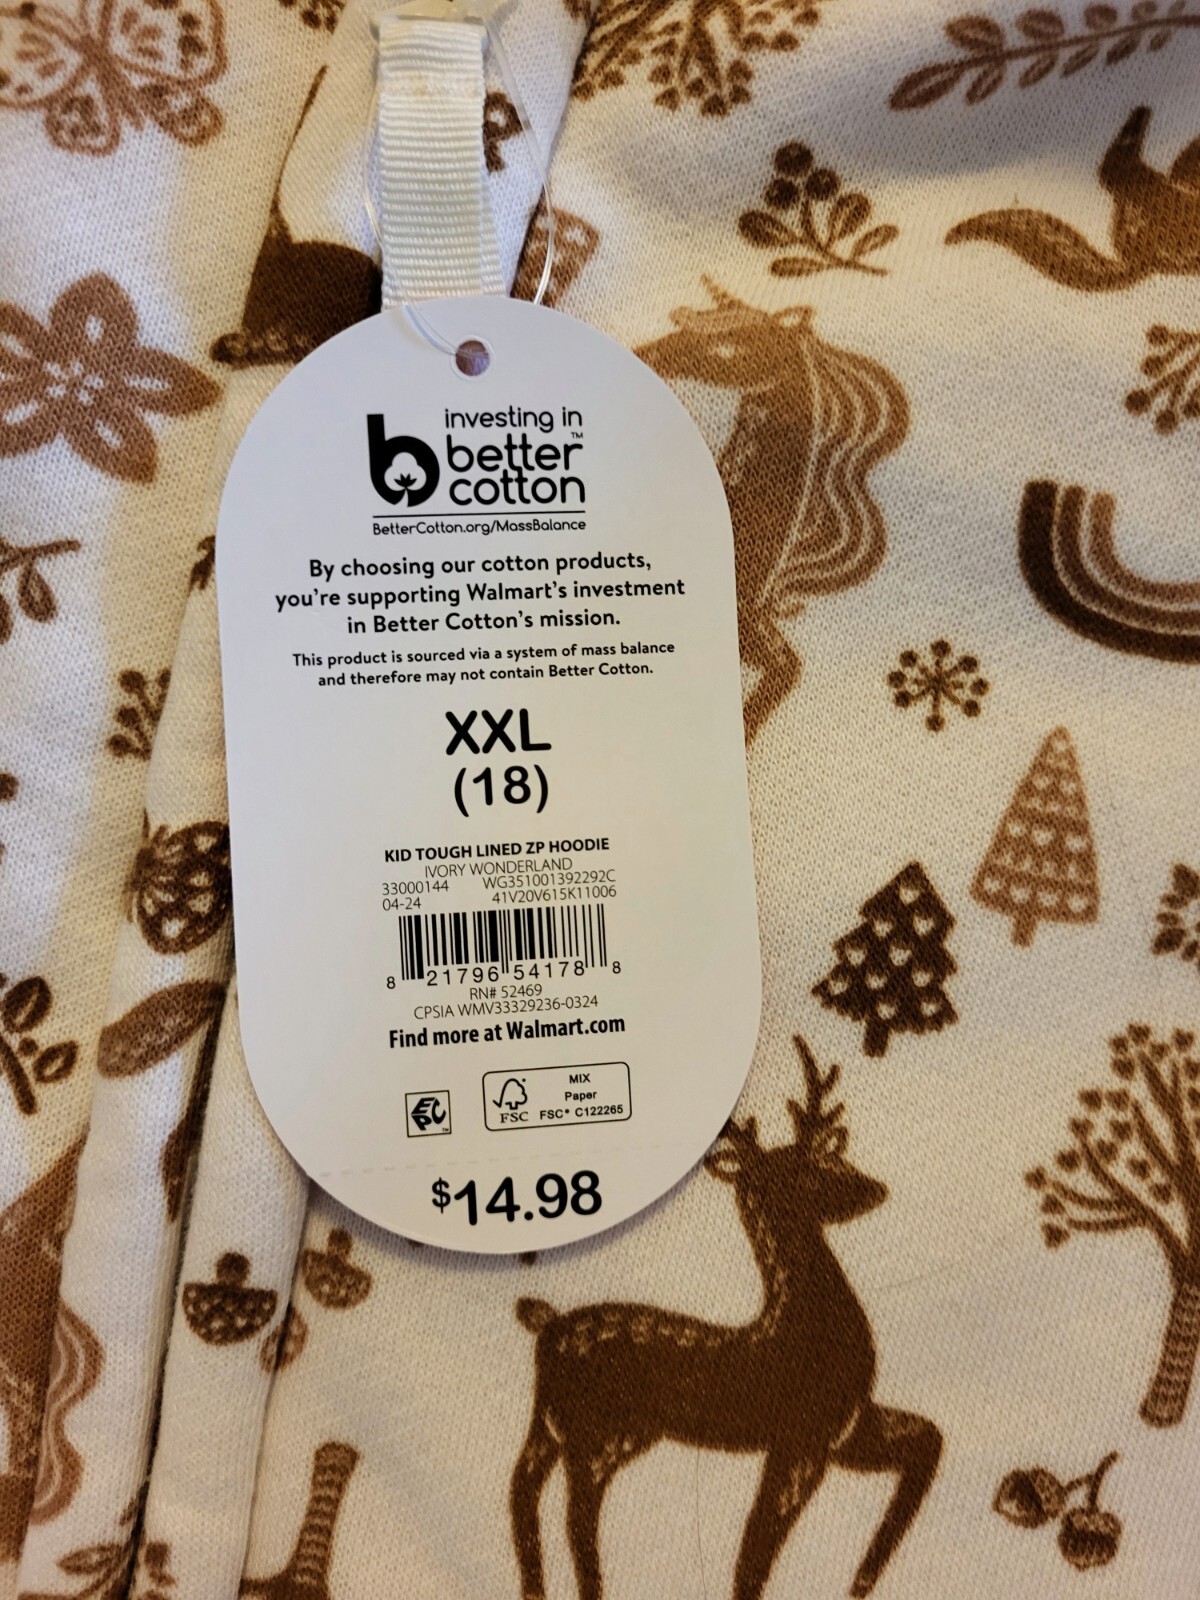 investing in
better™
cotton
BetterCotton.org/MassBalance
By choosing our cotton products,
you're supporting Walmart's investment
in Better Cotton's mission.
This product is sourced via a system of mass balance
and therefore may not contain Better Cotton.
XXL
(18)
KID TOUGH LINED ZP HOODIE
IVORY WONDERLAND
33000144 WG351001392292C
04-24 41V20V615K11006
8 21796 54178 8
RN# 52469
CPSIA WMV33329236-0324
Find more at Walmart.com
EPC™
FSC
MIX
Paper
FSC® C122265
$14.98